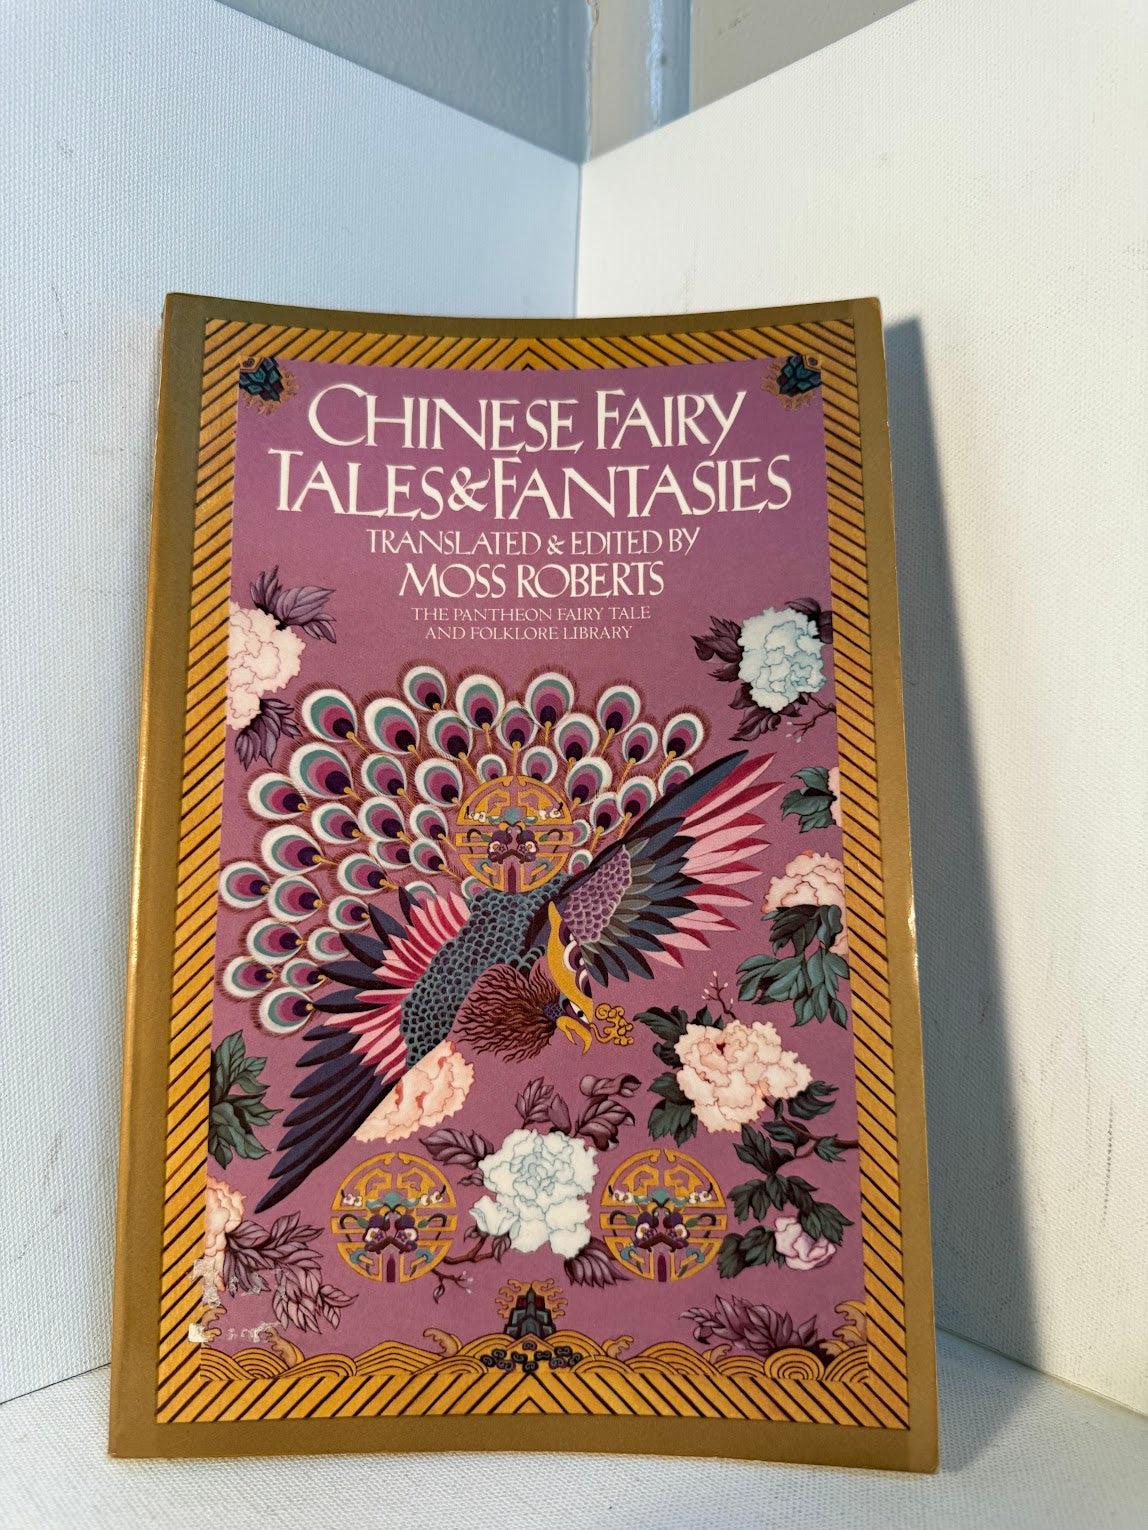 CHINESE FAIRY
TALES & FANTASIES
TRANSLATED & EDITED BY
MOSS ROBERTS
THE PANTHEON FAIRY TALE
AND FOLKLORE LIBRARY